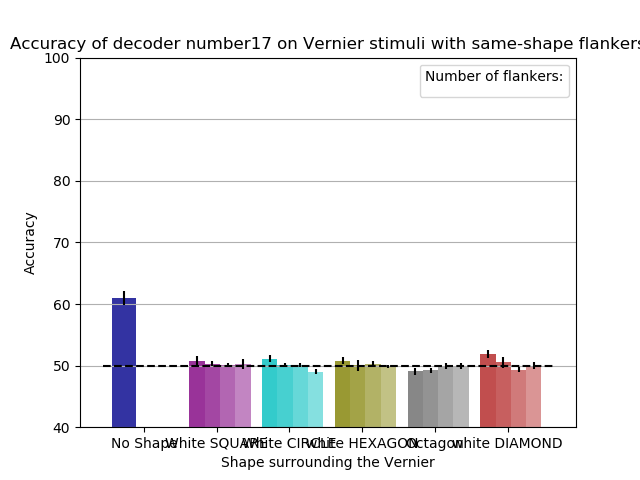 Accuracy of decoder number17 on Vernier stimuli with same-shape flankers
Number of flankers:
100
90
80
70
60
50
40
Accuracy
No Shape White SQUARE White CIRCLE white HEXAGON Octagon white DIAMOND
Shape surrounding the Vernier